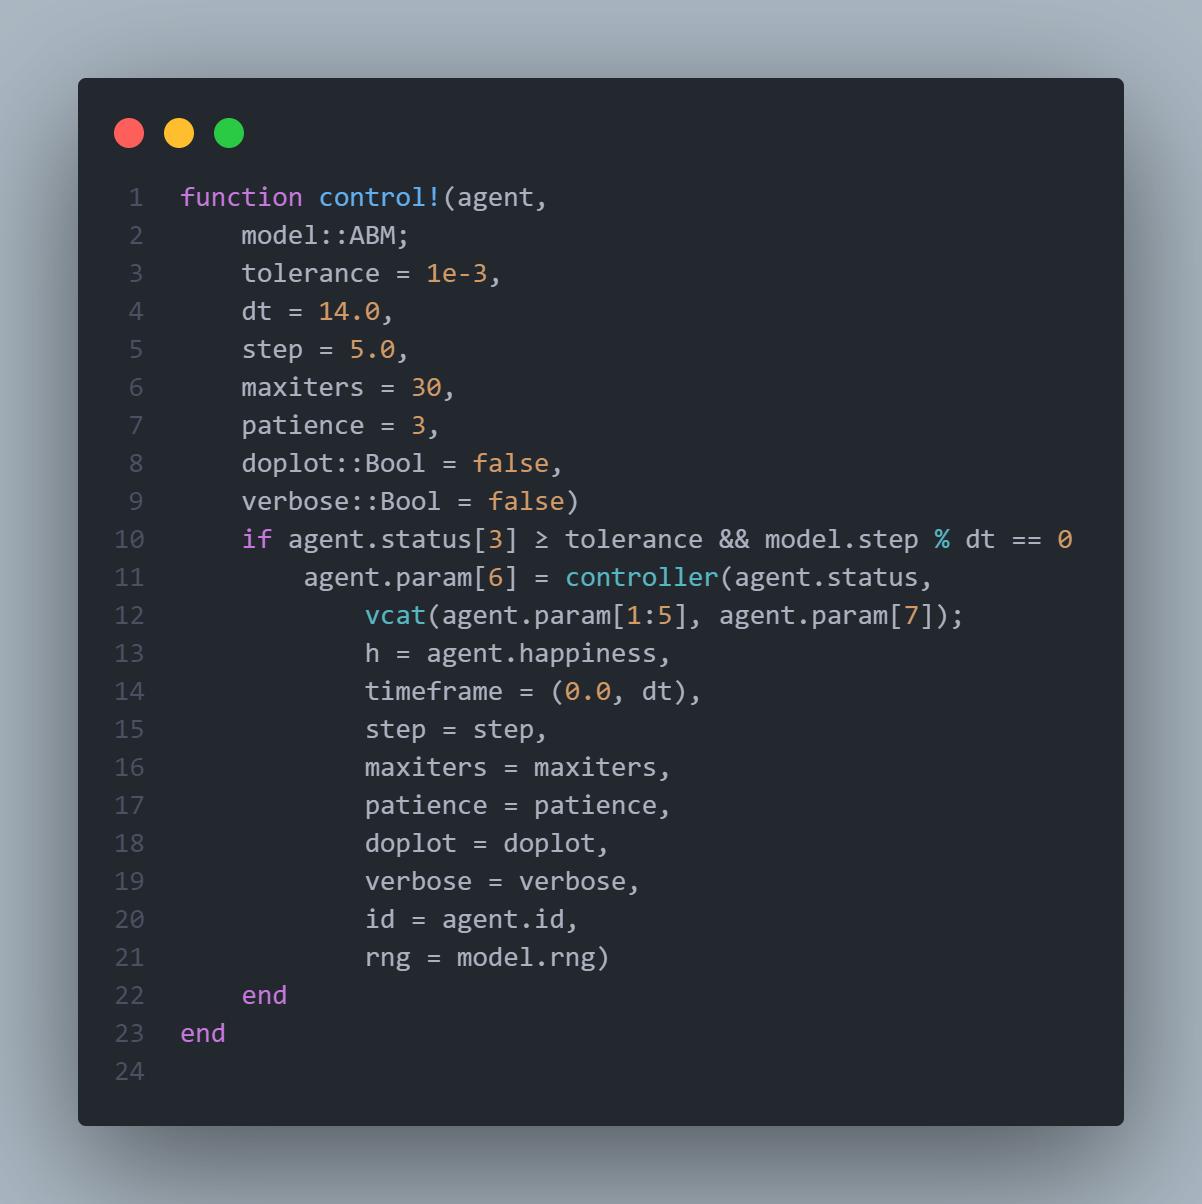 1 function control!(agent,
2     model::ABM;
3     tolerance = 1e-3,
4     dt = 14.0,
5     step = 5.0,
6     maxiters = 30,
7     patience = 3,
8     doplot::Bool = false,
9     verbose::Bool = false)
10     if agent.status[3] ≥ tolerance && model.step % dt == 0
11         agent.param[6] = controller(agent.status,
12             vcat(agent.param[1:5], agent.param[7]);
13             h = agent.happiness,
14             timeframe = (0.0, dt),
15             step = step,
16             maxiters = maxiters,
17             patience = patience,
18             doplot = doplot,
19             verbose = verbose,
20             id = agent.id,
21             rng = model.rng)
22     end
23 end
24